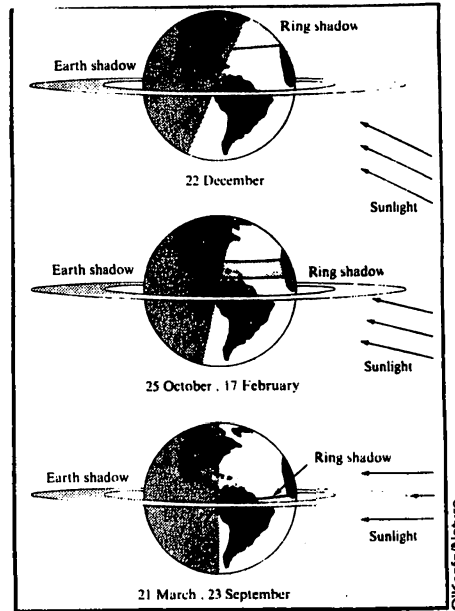 Ring shadow
Earth shadow
22 December
Sunlight
Earth shadow
Ring shadow
Sunlight
25 October . 17 February
Ring shadow
Earth shadow
Sunlight
21 March . 23 September